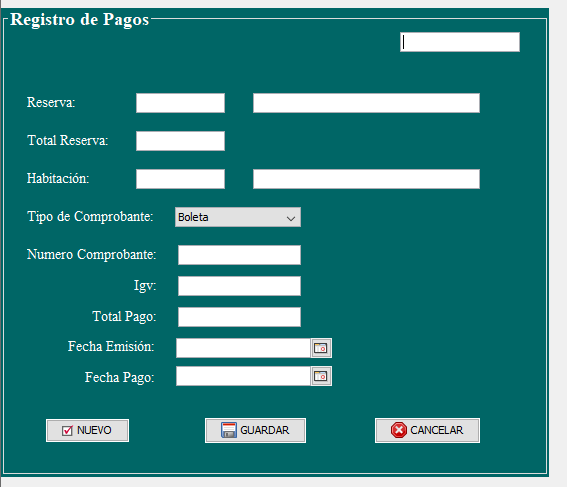 Registro de Pagos
Reserva:
Total Reserva:
Habitación:
Tipo de Comprobante: Boleta
Numero Comprobante:
Igv:
Total Pago:
Fecha Emisión:
Fecha Pago:
NUEVO GUARDAR CANCELAR